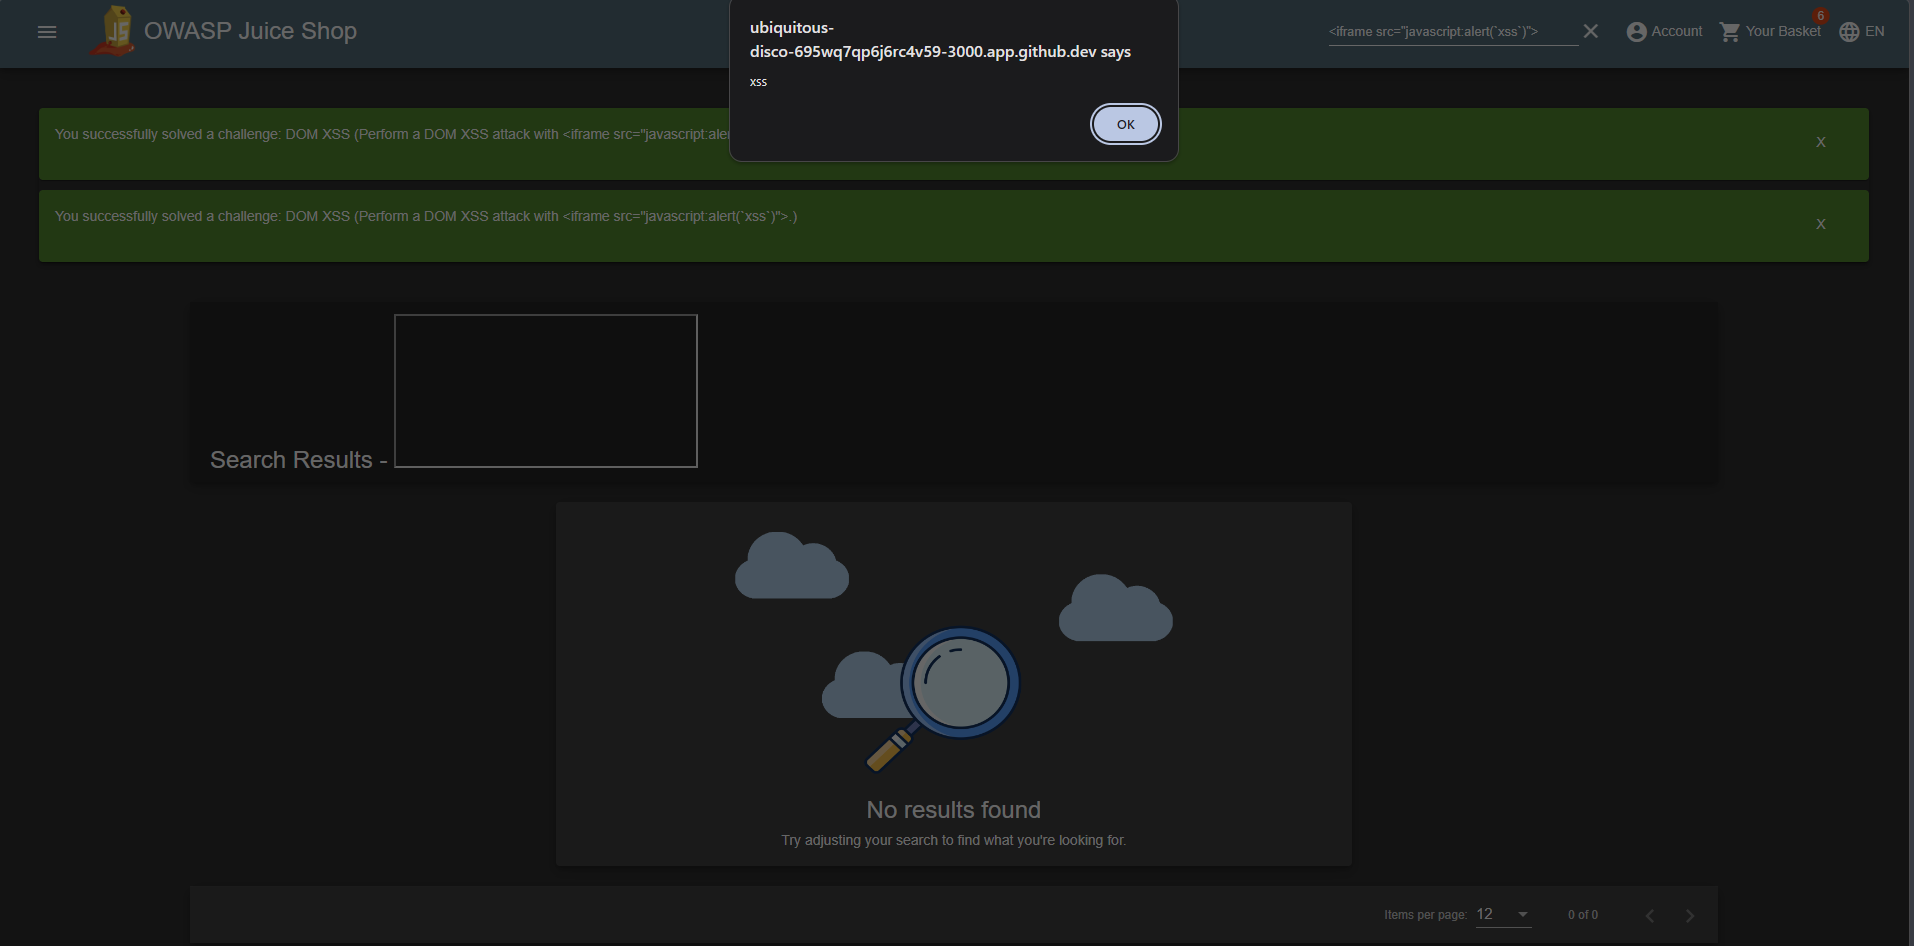 OWASP Juice Shop
ubiquitous-
disco-695wq7qp6j6rc4v59-3000.app.github.dev says
xss
OK
<iframe src="javascript:alert(`xss`)">
Account
6
Your Basket
EN
You successfully solved a challenge: DOM XSS (Perform a DOM XSS attack with <iframe src="javascript:aler
X
You successfully solved a challenge: DOM XSS (Perform a DOM XSS attack with <iframe src="javascript:alert(`xss`)">.)
X
Search Results -
No results found
Try adjusting your search to find what you're looking for.
Items per page: 12
0 of 0